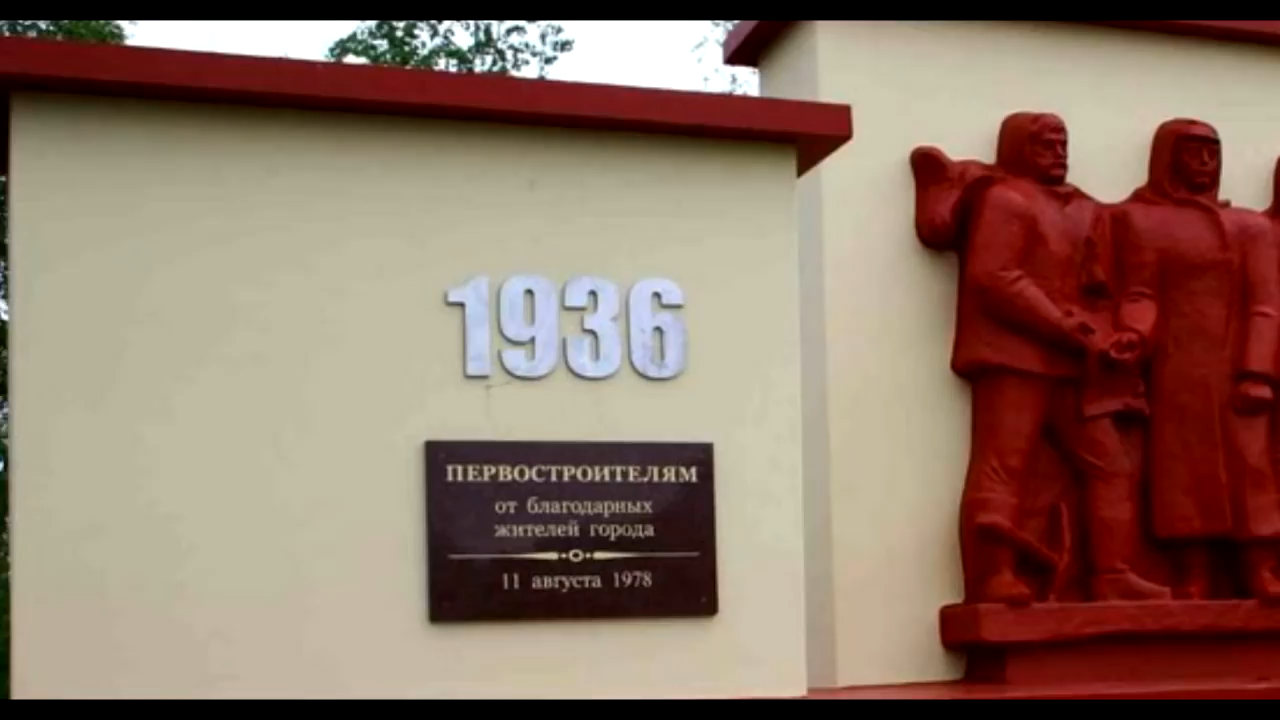 1936
ПЕРВОСТРОИТЕЛЯМ
от благодарных
жителей города
11 августа 1978